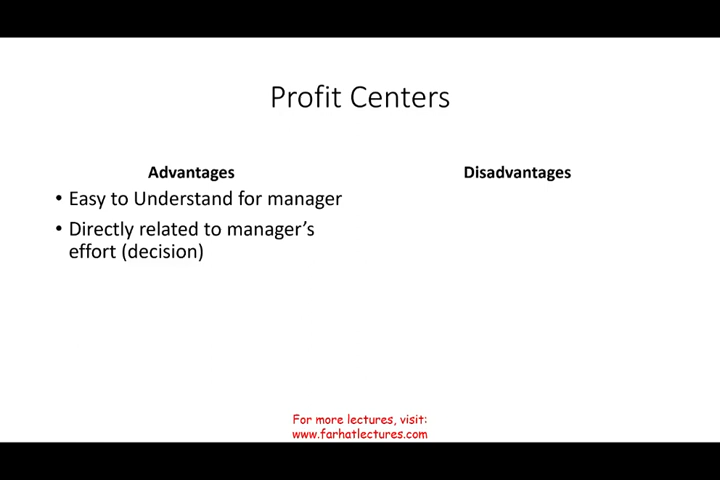 Profit Centers
Advantages
• Easy to Understand for manager
• Directly related to manager's
effort (decision)
Disadvantages
For more lectures, visit:
www.farhatlectures.com